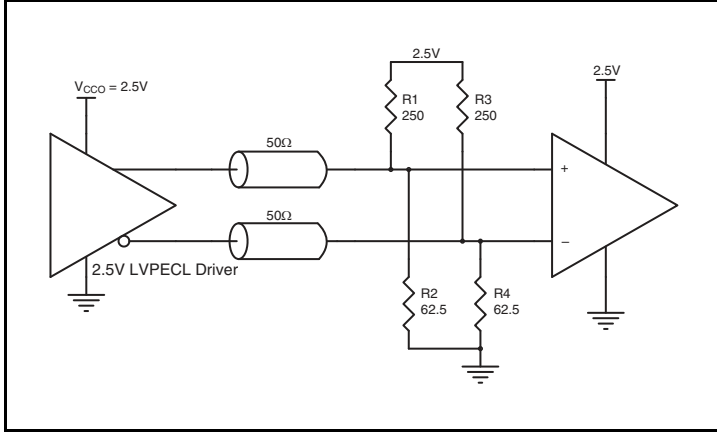 2.5V
V_CCO = 2.5V
2.5V
R1
250
R3
250
50Ω
+
50Ω
–
2.5V LVPECL Driver
R2
62.5
R4
62.5